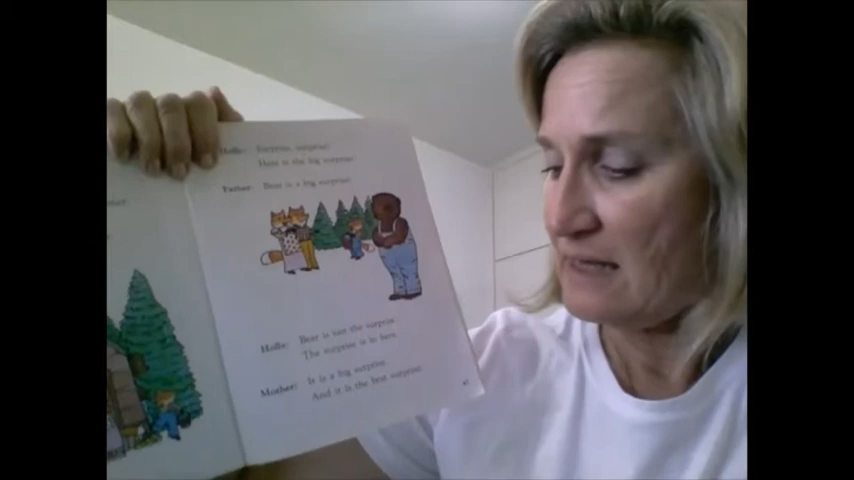 Holly: Surprise, surprise!
Here is the big surprise!
Father: Bear is a big surprise!
Holly: Bear is not the surprise.
The surprise is in here.
Mother: It is a big surprise.
And it is the best surprise!